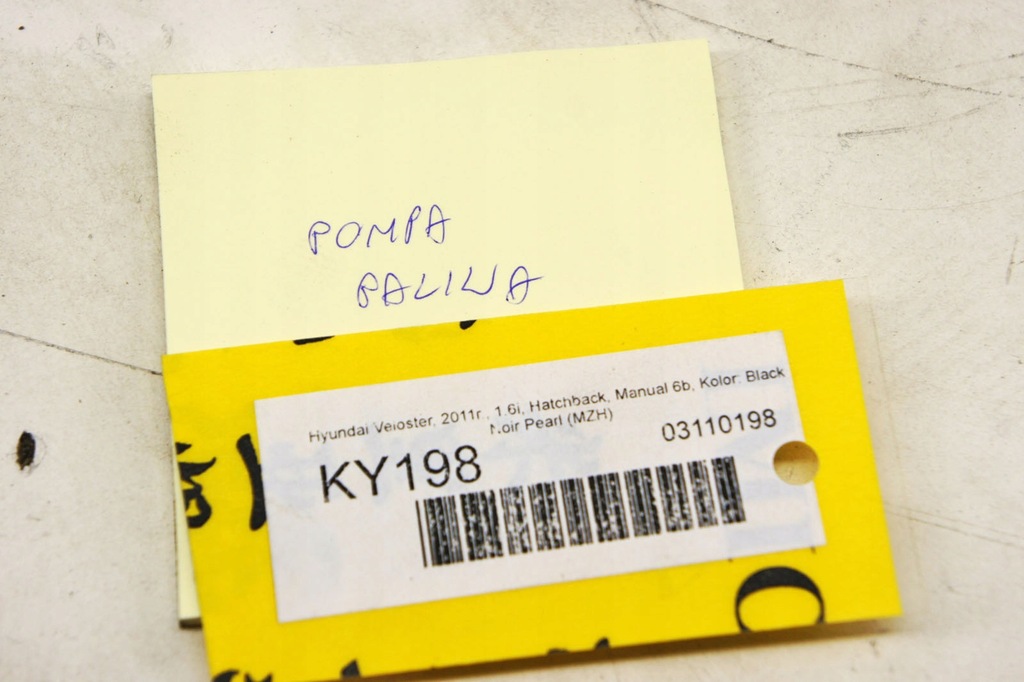 POMPA
PALIWA
Hyundai Veloster, 2011r., 1.6i, Hatchback, Manual 6b, Kolor: Black
Noir Pearl (MZH)
03110198
KY198